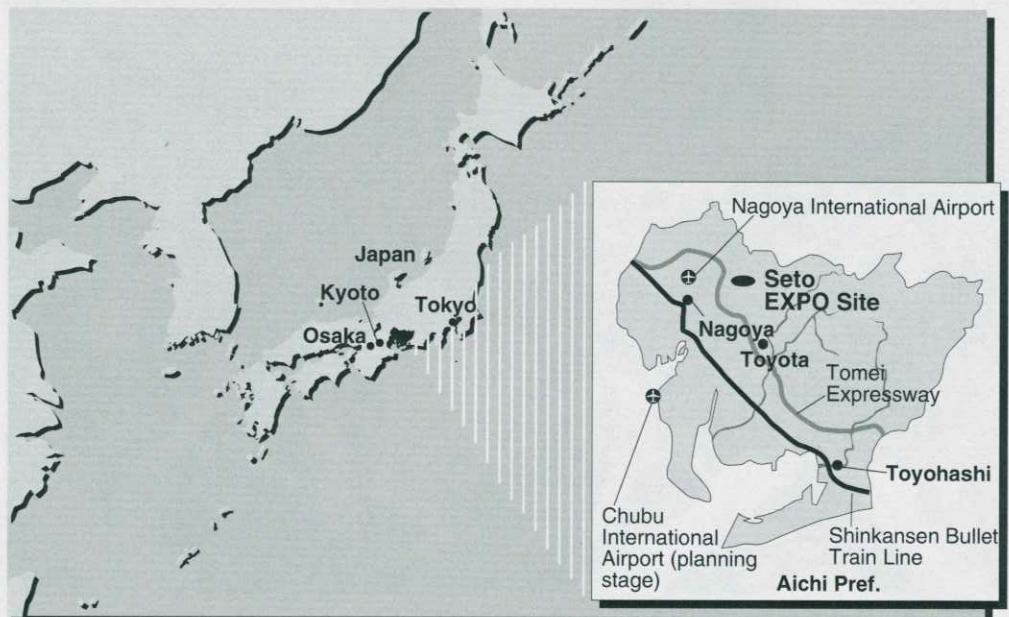 Japan
Kyoto
Tokyo
Osaka
Nagoya International Airport
Seto
EXPO Site
Nagoya
Toyota
Tomei
Expressway
Toyohashi
Chubu
International
Airport (planning
stage)
Shinkansen Bullet
Train Line
Aichi Pref.